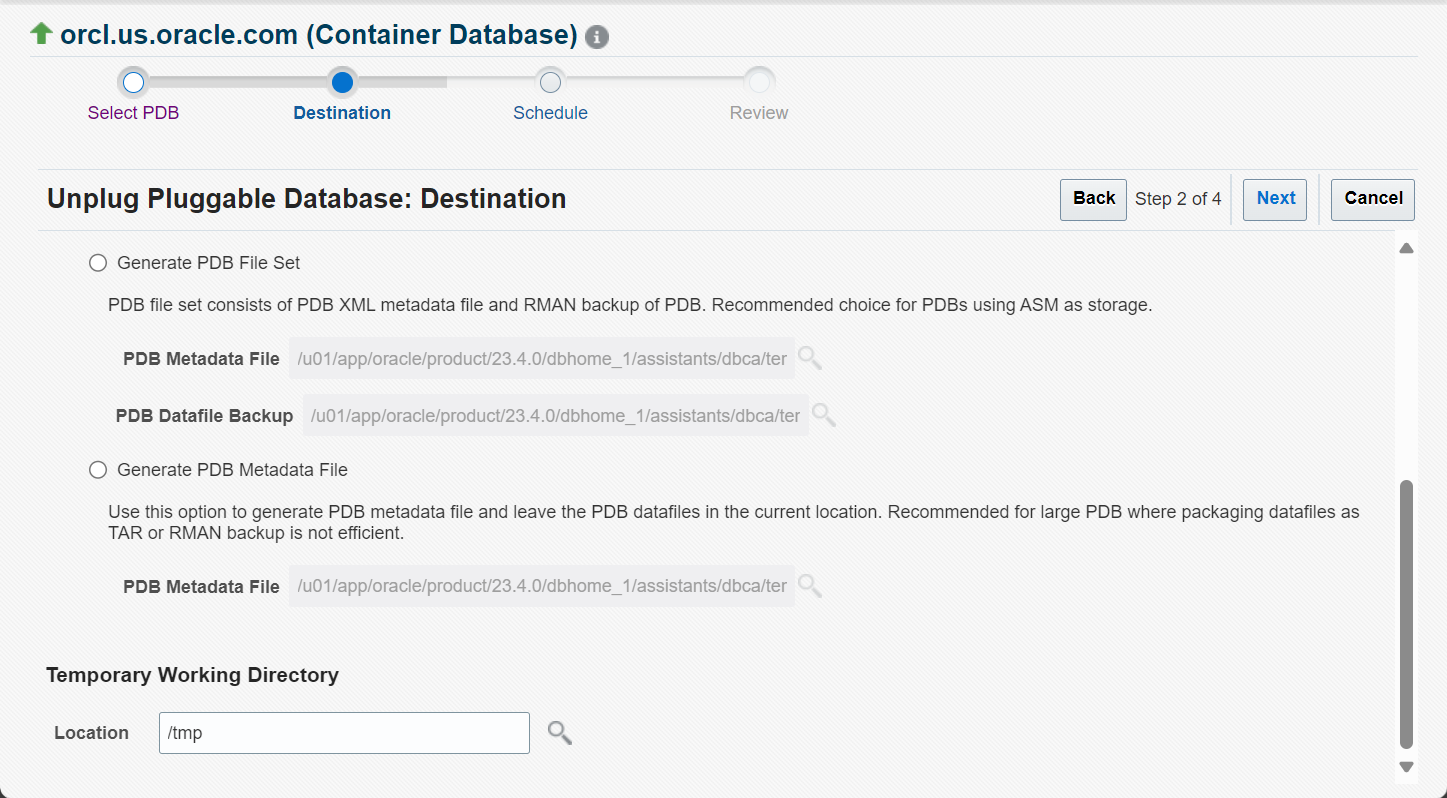 orcl.us.oracle.com (Container Database) i
Select PDB
Destination
Schedule
Review
Unplug Pluggable Database: Destination
Back
Step 2 of 4
Next
Cancel
Generate PDB File Set
PDB file set consists of PDB XML metadata file and RMAN backup of PDB. Recommended choice for PDBs using ASM as storage.
PDB Metadata File /u01/app/oracle/product/23.4.0/dbhome_1/assistants/dbca/ter
PDB Datafile Backup /u01/app/oracle/product/23.4.0/dbhome_1/assistants/dbca/ter
Generate PDB Metadata File
Use this option to generate PDB metadata file and leave the PDB datafiles in the current location. Recommended for large PDB where packaging datafiles as
TAR or RMAN backup is not efficient.
PDB Metadata File /u01/app/oracle/product/23.4.0/dbhome_1/assistants/dbca/ter
Temporary Working Directory
Location /tmp